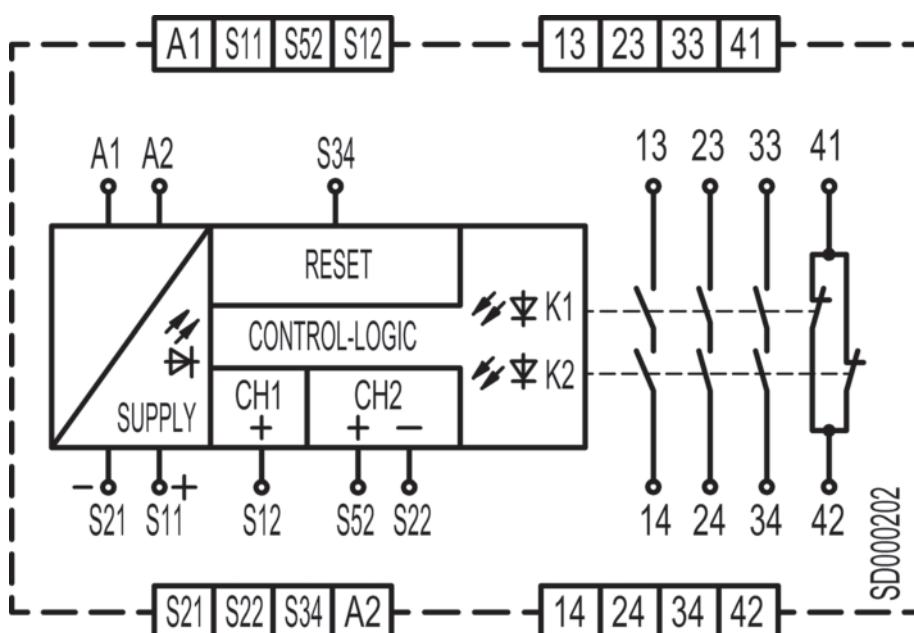 A1 S11 S52 S12 13 23 33 41
A1 A2 S34 13 23 33 41
RESET
K1
CONTROL-LOGIC
K2
CH1 CH2
SUPPLY + + −
− +
S21 S11 S12 S52 S22 14 24 34 42
SD000202
S21 S22 S34 A2 14 24 34 42